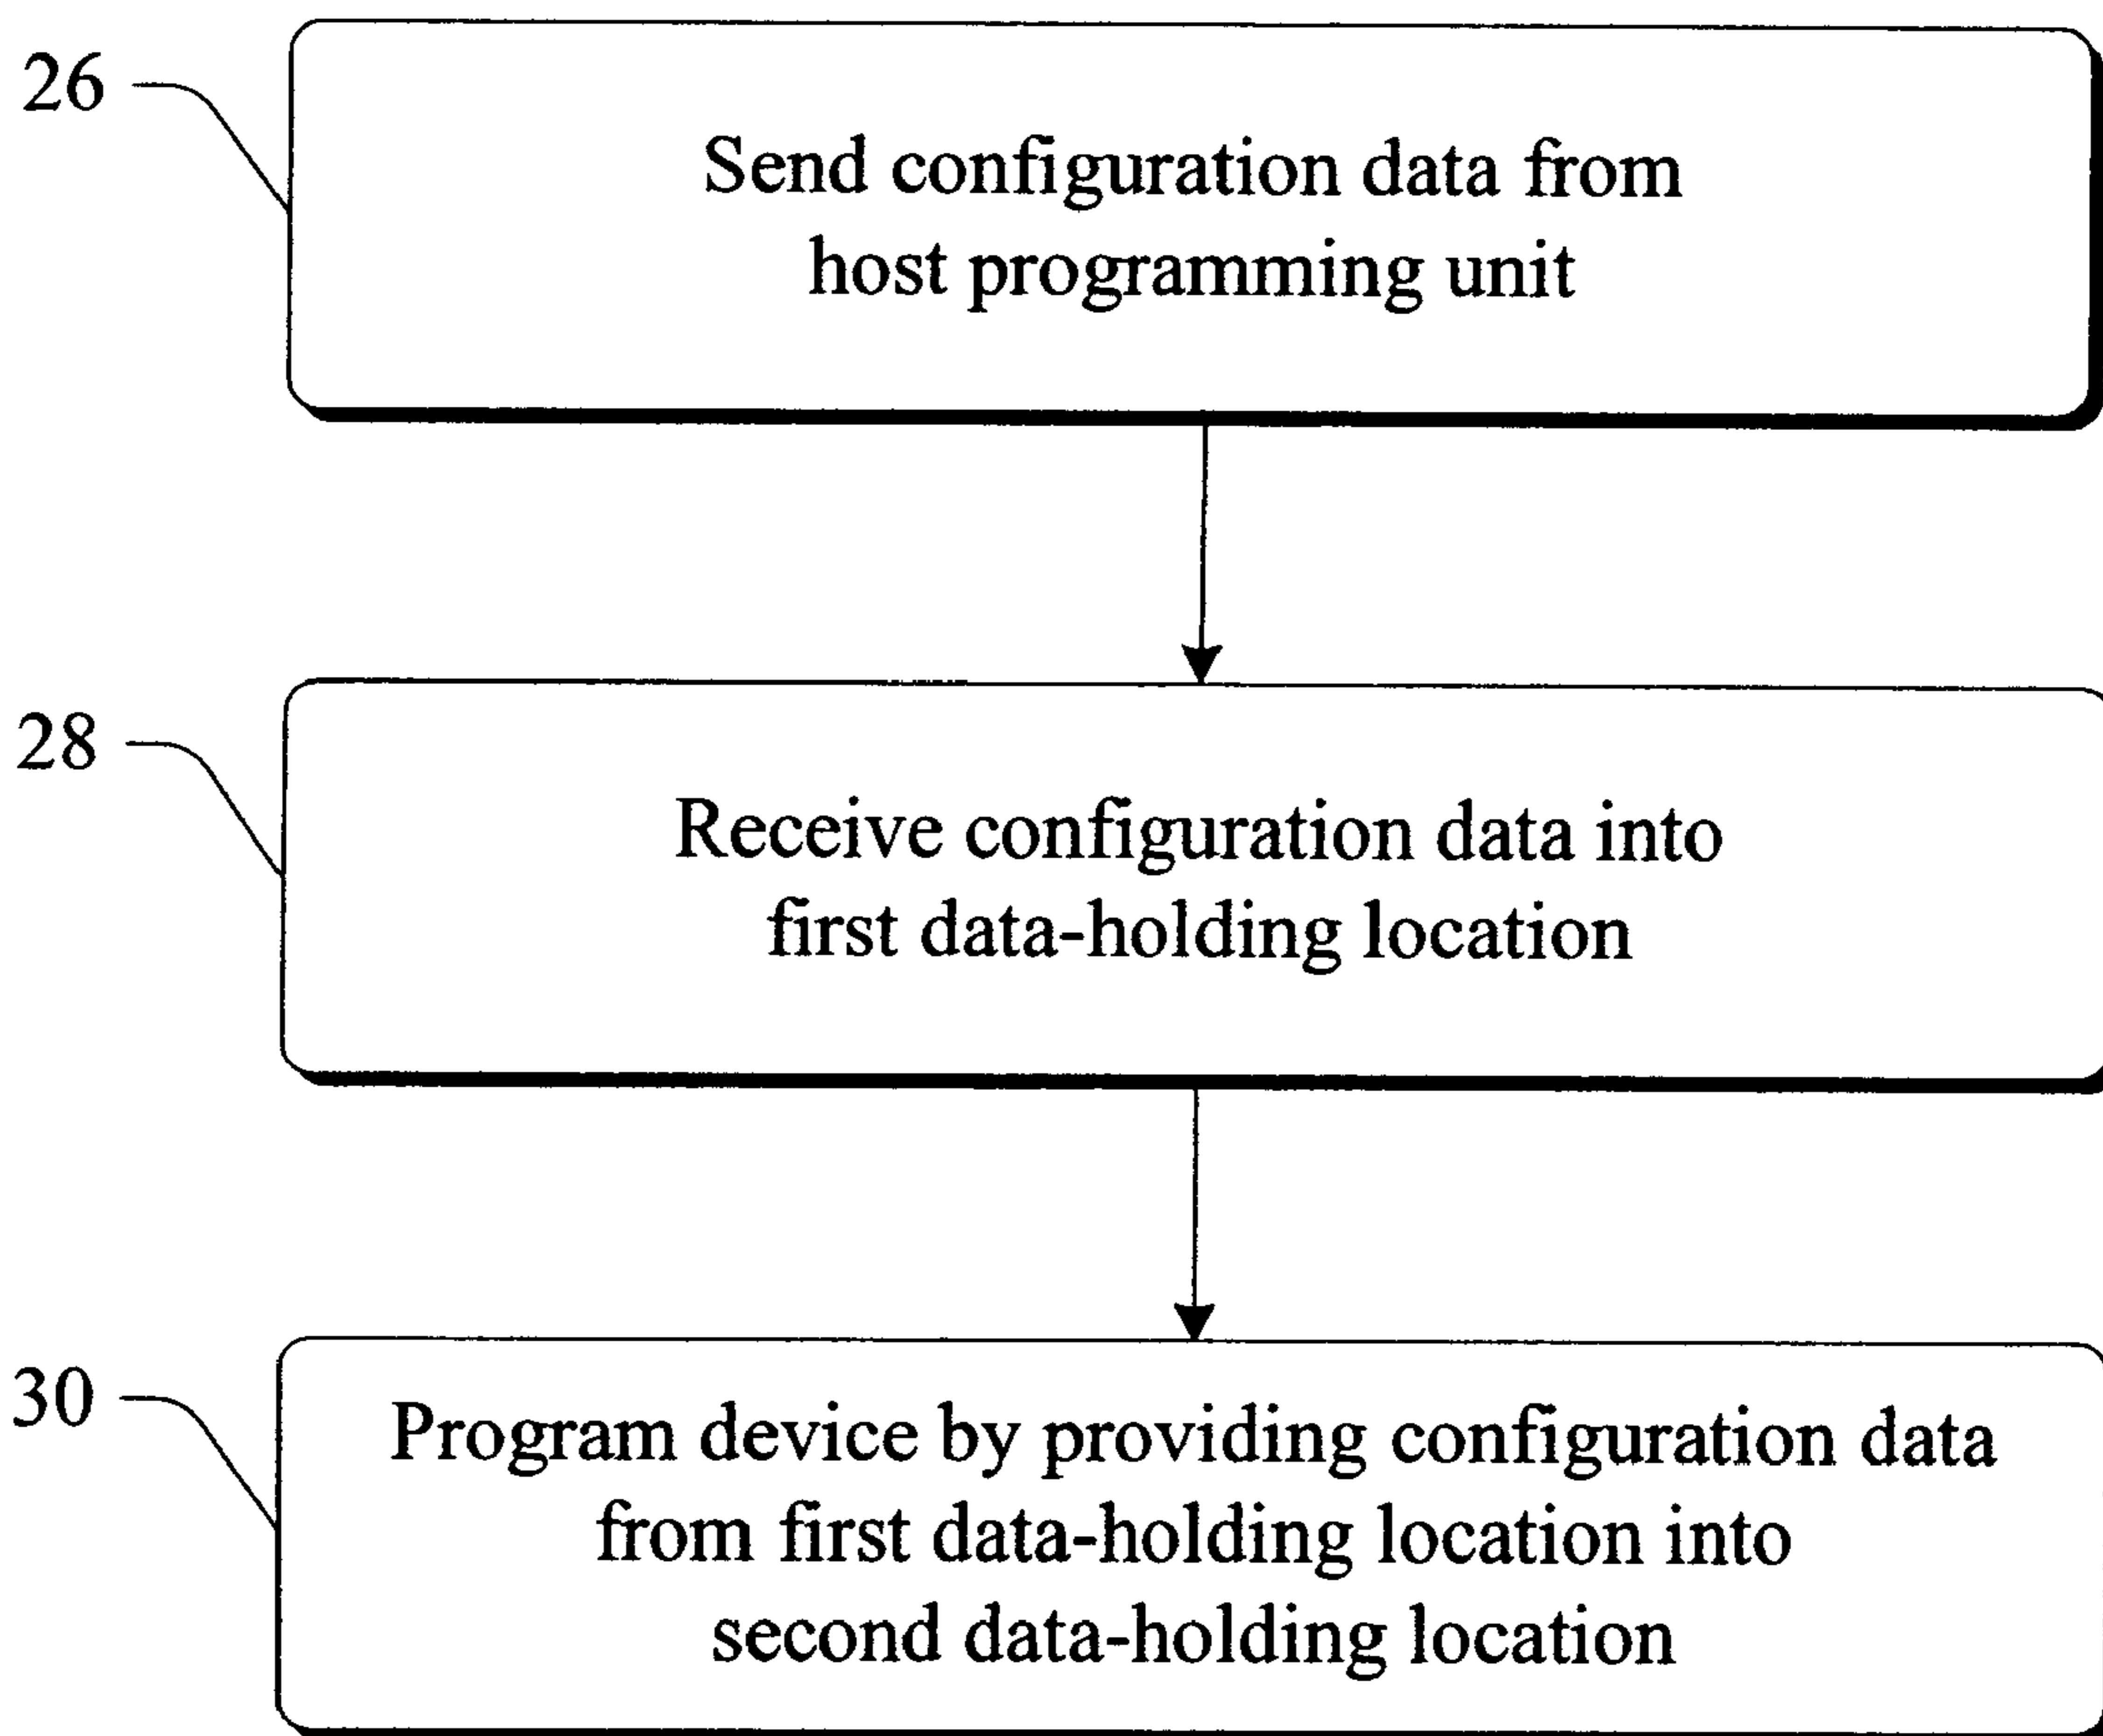 26
Send configuration data from
host programming unit
28
Receive configuration data into
first data-holding location
30
Program device by providing configuration data
from first data-holding location into
second data-holding location